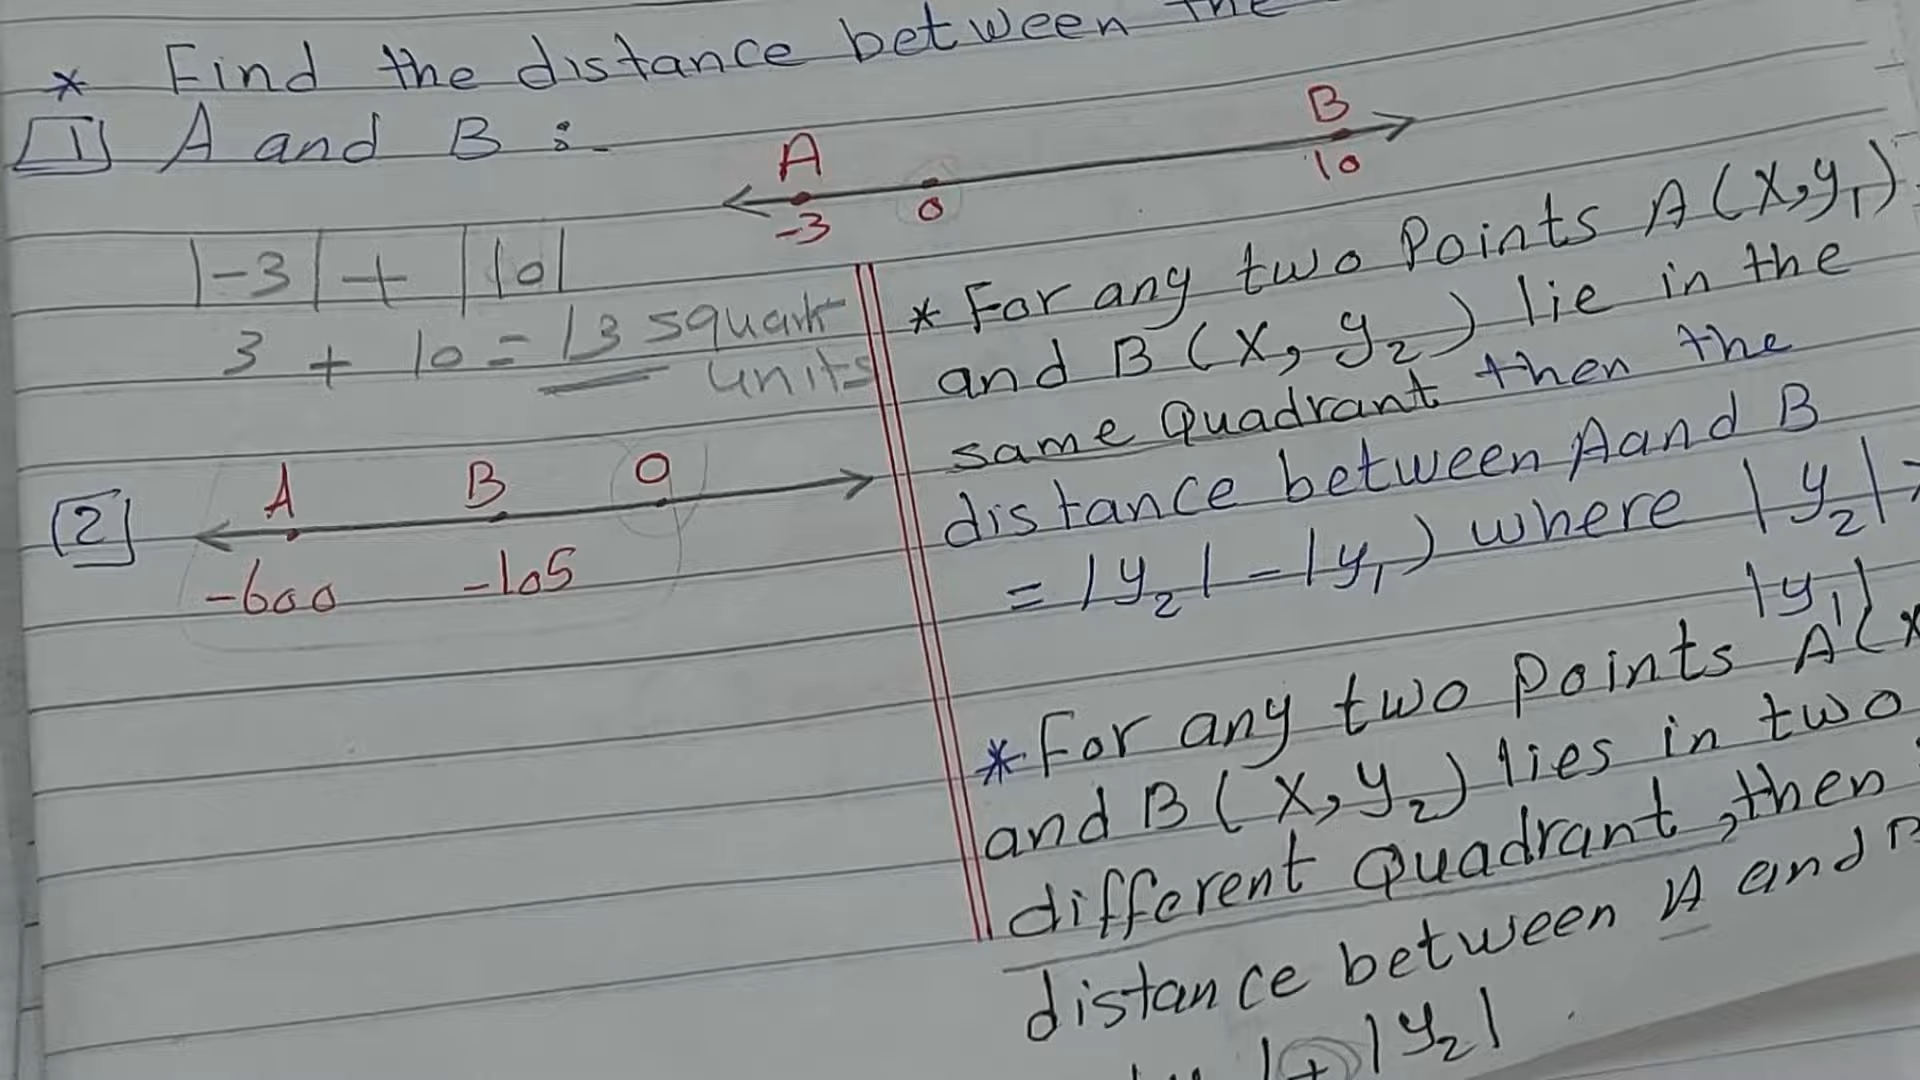 * Find the distance between the
[1] A and B :-
A B
-3 0 10
|-3| + |10|
3 + 10 = 13 squar
units
[2] A B 0
-600 -105
* For any two Points A(X,y₁)
and B(X, y₂) lie in the
same Quadrant then the
distance between A and B
= |y₂| - |y₁) where |y₂| >
|y₁|
* For any two points A(x
and B(X, y₂) lies in two
different Quadrant, then
distance between A and B
| + |y₂|